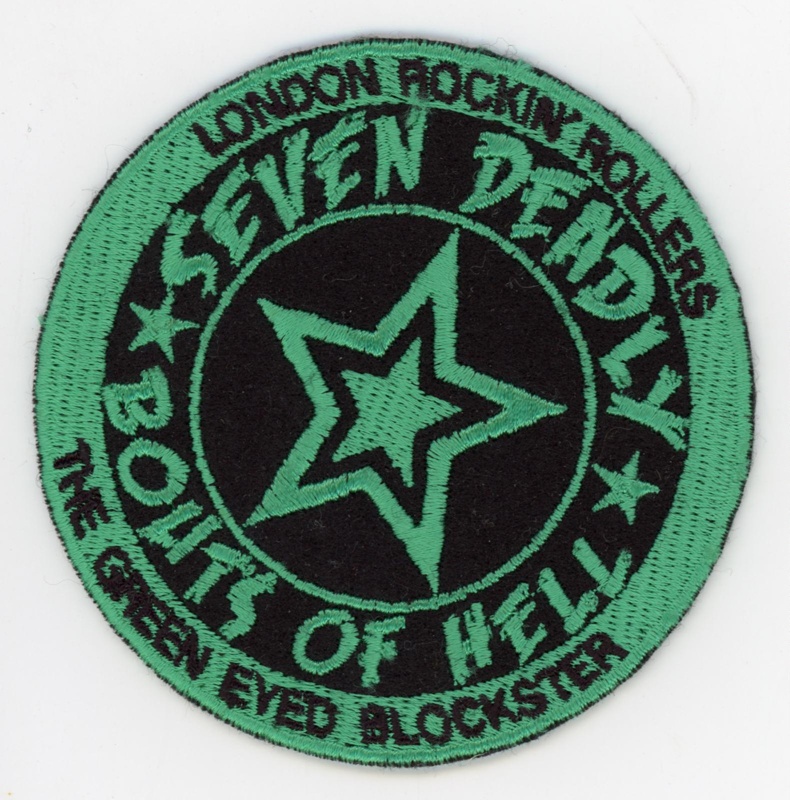 LONDON ROCKIN' ROLLERS
SEVEN DEADLY
BOUTS OF HELL
THE GREEN EYED BLOCKSTER